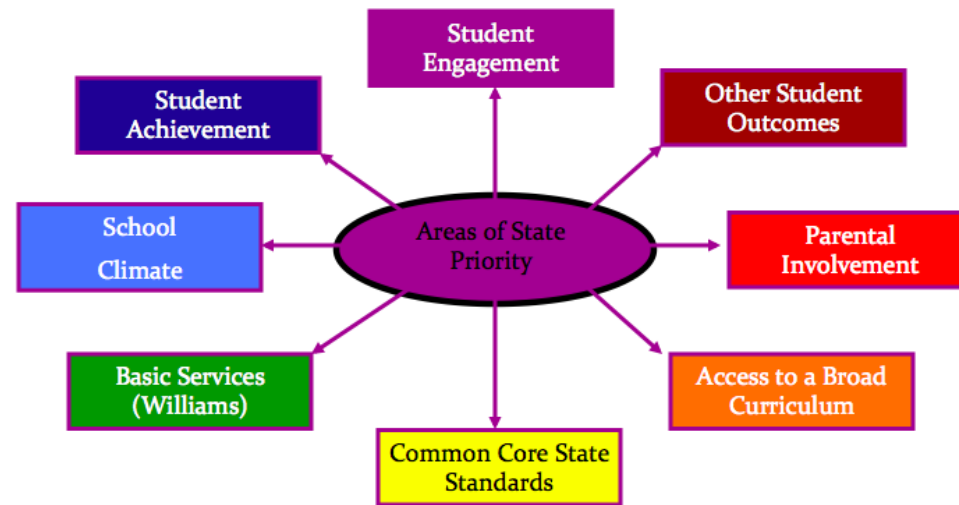 Student
Engagement
Student
Achievement
Other Student
Outcomes
School
Climate
Areas of State
Priority
Parental
Involvement
Basic Services
(Williams)
Access to a Broad
Curriculum
Common Core State
Standards